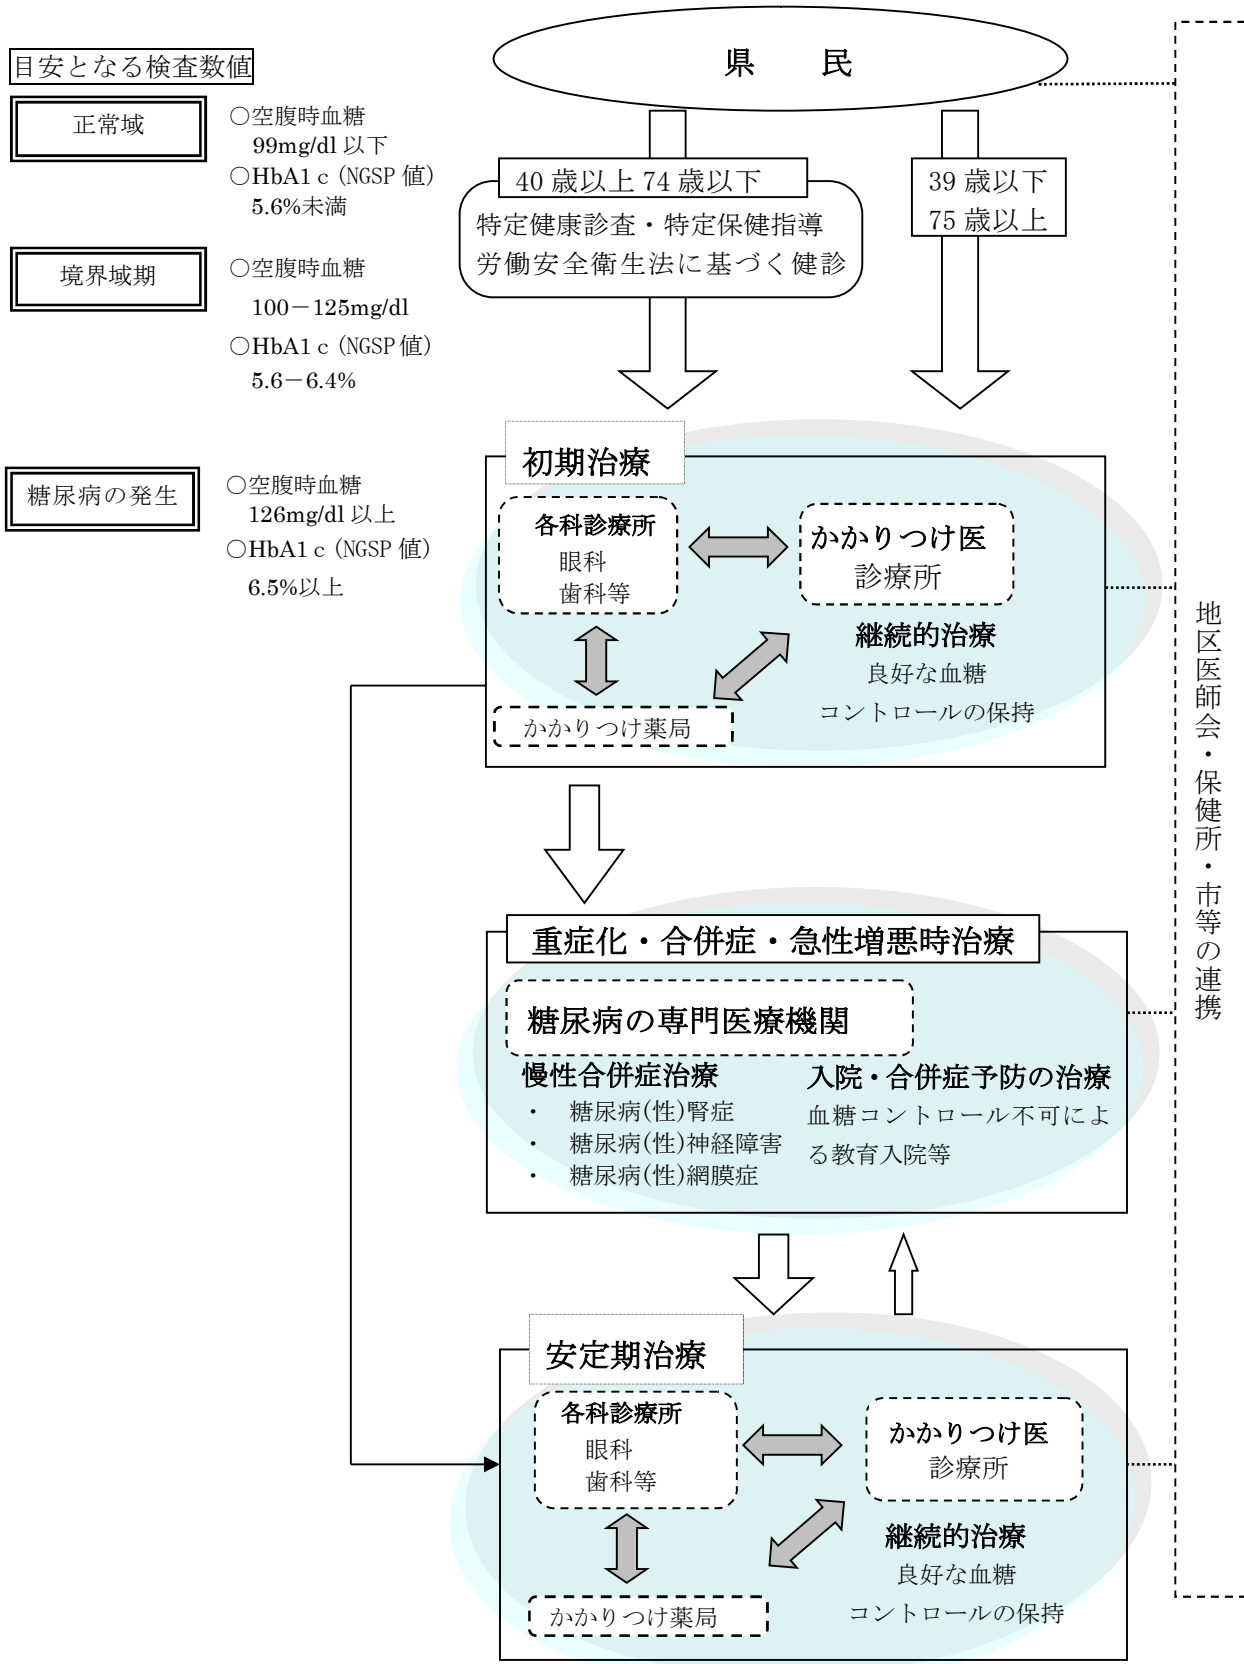 県　民
目安となる検査数値
正常域
○空腹時血糖
99mg/dl 以下
○HbA1ｃ(NGSP 値)
5.6%未満
境界域期
○空腹時血糖
100－125mg/dl
○HbA1ｃ(NGSP 値)
5.6－6.4%
糖尿病の発生
○空腹時血糖
126mg/dl 以上
○HbA1ｃ(NGSP 値)
6.5%以上
40 歳以上 74 歳以下
特定健康診査・特定保健指導
労働安全衛生法に基づく健診
39 歳以下
75 歳以上
初期治療
各科診療所
眼科
歯科等
かかりつけ医
診療所
継続的治療
良好な血糖
コントロールの保持
かかりつけ薬局
重症化・合併症・急性増悪時治療
糖尿病の専門医療機関
慢性合併症治療
・ 糖尿病(性)腎症
・ 糖尿病(性)神経障害
・ 糖尿病(性)網膜症
入院・合併症予防の治療
血糖コントロール不可によ
る教育入院等
安定期治療
各科診療所
眼科
歯科等
かかりつけ医
診療所
継続的治療
良好な血糖
コントロールの保持
かかりつけ薬局
地区医師会・保健所・市等の連携